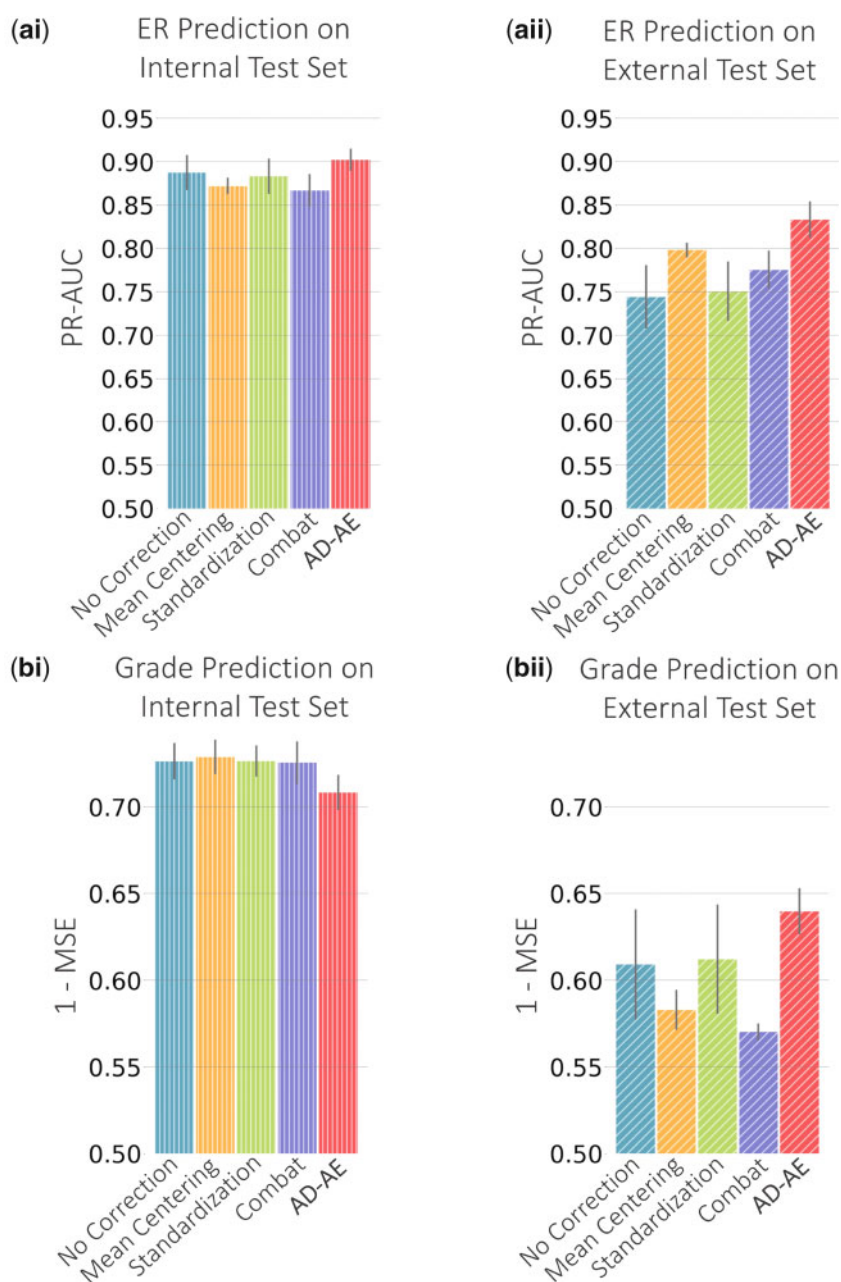 (ai) ER Prediction on
Internal Test Set
PR-AUC
0.95
0.90
0.85
0.80
0.75
0.70
0.65
0.60
0.55
0.50
No Correction
Mean Centering
Standardization
Combat
AD-AE
(aii) ER Prediction on
External Test Set
PR-AUC
0.95
0.90
0.85
0.80
0.75
0.70
0.65
0.60
0.55
0.50
No Correction
Mean Centering
Standardization
Combat
AD-AE
(bi) Grade Prediction on
Internal Test Set
1 - MSE
0.70
0.65
0.60
0.55
0.50
No Correction
Mean Centering
Standardization
Combat
AD-AE
(bii) Grade Prediction on
External Test Set
1 - MSE
0.70
0.65
0.60
0.55
0.50
No Correction
Mean Centering
Standardization
Combat
AD-AE